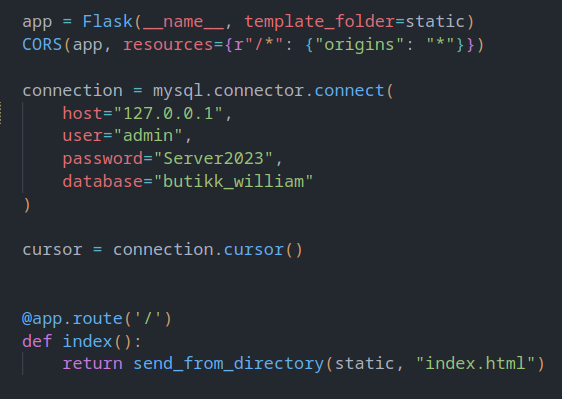 app = Flask(__name__, template_folder=static)
CORS(app, resources={r"/*": {"origins": "*"}})
connection = mysql.connector.connect(
host="127.0.0.1",
user="admin",
password="Server2023",
database="butikk_william"
)
cursor = connection.cursor()
@app.route('/')
def index():
return send_from_directory(static, "index.html")